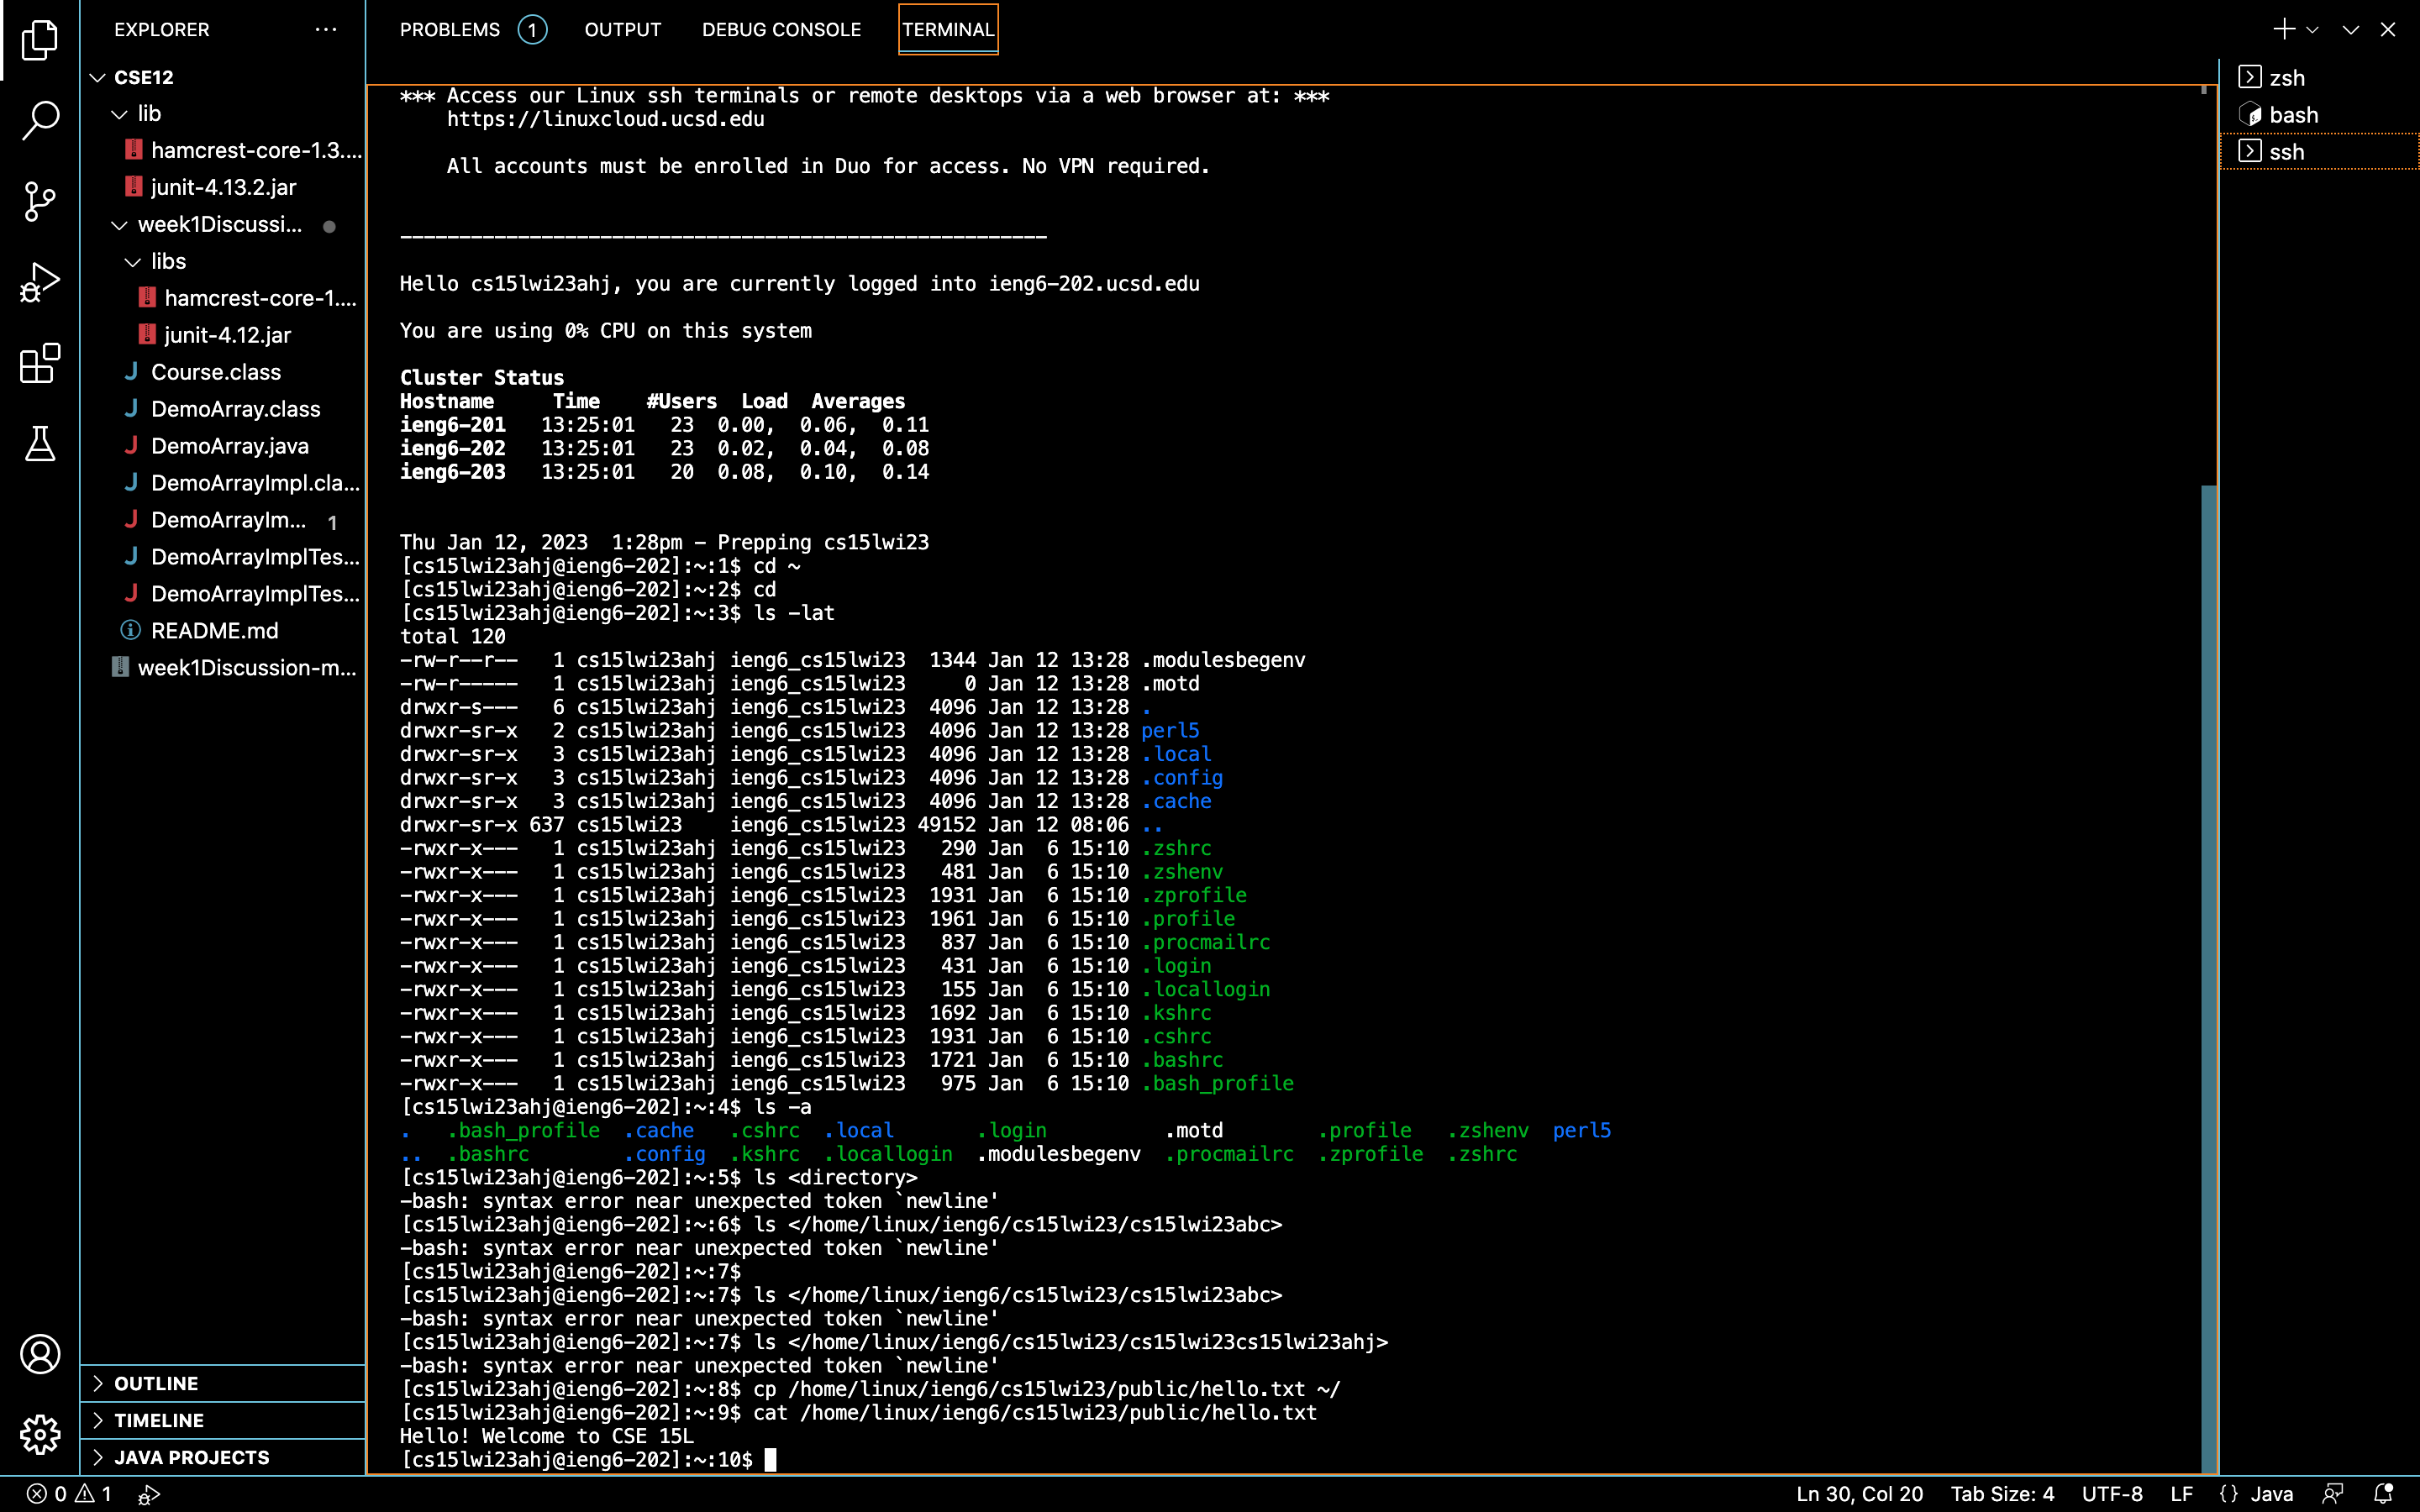 EXPLORER ...
CSE12
lib
hamcrest-core-1.3....
junit-4.13.2.jar
week1Discussi...
libs
hamcrest-core-1....
junit-4.12.jar
Course.class
DemoArray.class
DemoArray.java
DemoArrayImpl.cla...
DemoArrayIm... 1
DemoArrayImplTes...
DemoArrayImplTes...
README.md
week1Discussion-m...
OUTLINE
TIMELINE
JAVA PROJECTS
PROBLEMS 1 OUTPUT DEBUG CONSOLE TERMINAL
*** Access our Linux ssh terminals or remote desktops via a web browser at: ***
https://linuxcloud.ucsd.edu
All accounts must be enrolled in Duo for access. No VPN required.
-------------------------------------------------------
Hello cs15lwi23ahj, you are currently logged into ieng6-202.ucsd.edu
You are using 0% CPU on this system
Cluster Status
Hostname     Time    #Users  Load  Averages
ieng6-201   13:25:01   23  0.00,  0.06,  0.11
ieng6-202   13:25:01   23  0.02,  0.04,  0.08
ieng6-203   13:25:01   20  0.08,  0.10,  0.14
Thu Jan 12, 2023  1:28pm - Prepping cs15lwi23
[cs15lwi23ahj@ieng6-202]:~:1$ cd ~
[cs15lwi23ahj@ieng6-202]:~:2$ cd
[cs15lwi23ahj@ieng6-202]:~:3$ ls -lat
total 120
-rw-r--r--   1 cs15lwi23ahj ieng6_cs15lwi23  1344 Jan 12 13:28 .modulesbegenv
-rw-r-----   1 cs15lwi23ahj ieng6_cs15lwi23     0 Jan 12 13:28 .motd
drwxr-s---   6 cs15lwi23ahj ieng6_cs15lwi23  4096 Jan 12 13:28 .
drwxr-sr-x   2 cs15lwi23ahj ieng6_cs15lwi23  4096 Jan 12 13:28 perl5
drwxr-sr-x   3 cs15lwi23ahj ieng6_cs15lwi23  4096 Jan 12 13:28 .local
drwxr-sr-x   3 cs15lwi23ahj ieng6_cs15lwi23  4096 Jan 12 13:28 .config
drwxr-sr-x   3 cs15lwi23ahj ieng6_cs15lwi23  4096 Jan 12 13:28 .cache
drwxr-sr-x 637 cs15lwi23    ieng6_cs15lwi23 49152 Jan 12 08:06 ..
-rwxr-x---   1 cs15lwi23ahj ieng6_cs15lwi23   290 Jan  6 15:10 .zshrc
-rwxr-x---   1 cs15lwi23ahj ieng6_cs15lwi23   481 Jan  6 15:10 .zshenv
-rwxr-x---   1 cs15lwi23ahj ieng6_cs15lwi23  1931 Jan  6 15:10 .zprofile
-rwxr-x---   1 cs15lwi23ahj ieng6_cs15lwi23  1961 Jan  6 15:10 .profile
-rwxr-x---   1 cs15lwi23ahj ieng6_cs15lwi23   837 Jan  6 15:10 .procmailrc
-rwxr-x---   1 cs15lwi23ahj ieng6_cs15lwi23   431 Jan  6 15:10 .login
-rwxr-x---   1 cs15lwi23ahj ieng6_cs15lwi23   155 Jan  6 15:10 .locallogin
-rwxr-x---   1 cs15lwi23ahj ieng6_cs15lwi23  1692 Jan  6 15:10 .kshrc
-rwxr-x---   1 cs15lwi23ahj ieng6_cs15lwi23  1931 Jan  6 15:10 .cshrc
-rwxr-x---   1 cs15lwi23ahj ieng6_cs15lwi23  1721 Jan  6 15:10 .bashrc
-rwxr-x---   1 cs15lwi23ahj ieng6_cs15lwi23   975 Jan  6 15:10 .bash_profile
[cs15lwi23ahj@ieng6-202]:~:4$ ls -a
.   .bash_profile  .cache   .cshrc  .local       .login          .motd        .profile   .zshenv  perl5
..  .bashrc        .config  .kshrc  .locallogin  .modulesbegenv  .procmailrc  .zprofile  .zshrc
[cs15lwi23ahj@ieng6-202]:~:5$ ls <directory>
-bash: syntax error near unexpected token `newline'
[cs15lwi23ahj@ieng6-202]:~:6$ ls </home/linux/ieng6/cs15lwi23/cs15lwi23abc>
-bash: syntax error near unexpected token `newline'
[cs15lwi23ahj@ieng6-202]:~:7$
[cs15lwi23ahj@ieng6-202]:~:7$ ls </home/linux/ieng6/cs15lwi23/cs15lwi23abc>
-bash: syntax error near unexpected token `newline'
[cs15lwi23ahj@ieng6-202]:~:7$ ls </home/linux/ieng6/cs15lwi23/cs15lwi23cs15lwi23ahj>
-bash: syntax error near unexpected token `newline'
[cs15lwi23ahj@ieng6-202]:~:8$ cp /home/linux/ieng6/cs15lwi23/public/hello.txt ~/
[cs15lwi23ahj@ieng6-202]:~:9$ cat /home/linux/ieng6/cs15lwi23/public/hello.txt
Hello! Welcome to CSE 15L
[cs15lwi23ahj@ieng6-202]:~:10$
zsh
bash
ssh
0 1 Ln 30, Col 20 Tab Size: 4 UTF-8 LF {} Java